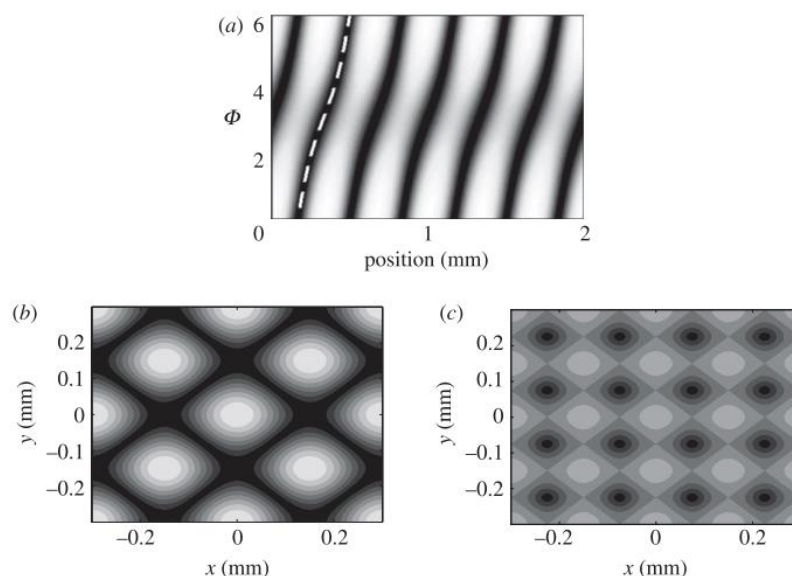 (a)
6
4
Φ
2
0 1 2
position (mm)
(b)
0.2
0.1
y (mm)
0
–0.1
–0.2
–0.2 0 0.2
x (mm)
(c)
0.2
0.1
y (mm)
0
–0.1
–0.2
–0.2 0 0.2
x (mm)